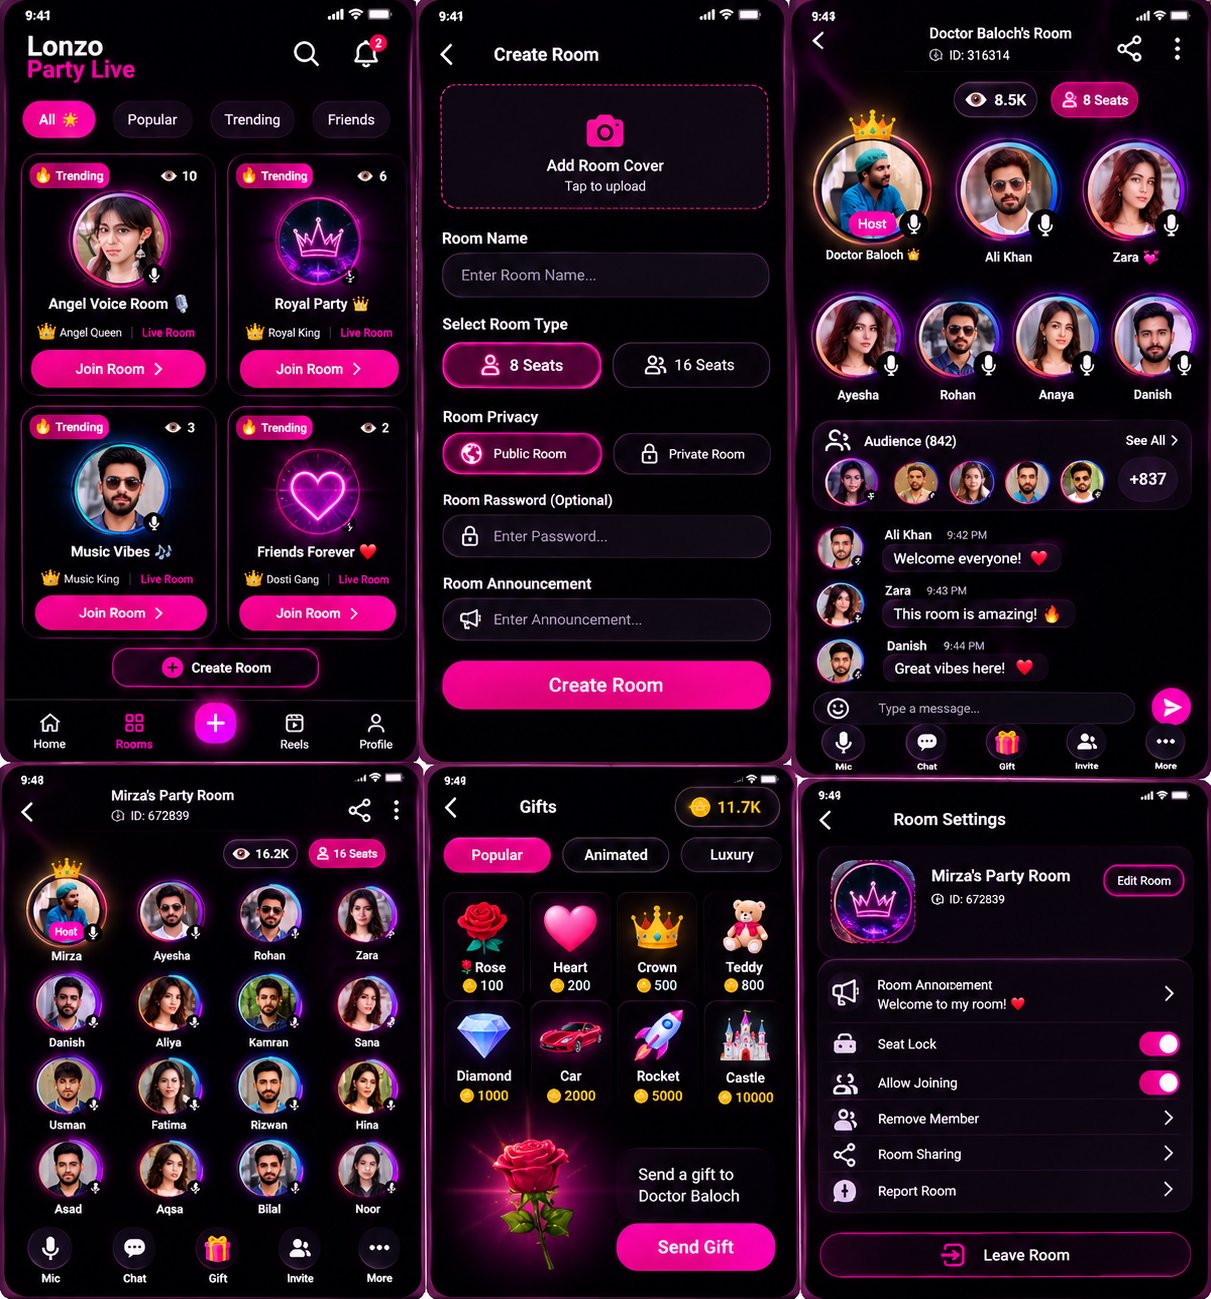 9:41
Lonzo
Party Live
2
All
Popular
Trending
Friends
Trending
10
Angel Voice Room
Angel Queen | Live Room
Join Room >
Trending
6
Royal Party
Royal King | Live Room
Join Room >
Trending
3
Music Vibes
Music King | Live Room
Join Room >
Trending
2
Friends Forever
Dosti Gang | Live Room
Join Room >
Create Room
Home
Rooms
Reels
Profile
9:41
Create Room
Add Room Cover
Tap to upload
Room Name
Enter Room Name...
Select Room Type
8 Seats
16 Seats
Room Privacy
Public Room
Private Room
Room Rassword (Optional)
Enter Password...
Room Announcement
Enter Announcement...
Create Room
9:43
Doctor Baloch's Room
ID: 316314
8.5K
8 Seats
Host
Doctor Baloch
Ali Khan
Zara
Ayesha
Rohan
Anaya
Danish
Audience (842)
See All >
+837
Ali Khan 9:42 PM
Welcome everyone!
Zara 9:43 PM
This room is amazing!
Danish 9:44 PM
Great vibes here!
Type a message...
Mic
Chat
Gift
Invite
More
9:48
Mirza's Party Room
ID: 672839
16.2K
16 Seats
Host
Mirza
Ayesha
Rohan
Zara
Danish
Aliya
Kamran
Sana
Usman
Fatima
Rizwan
Hina
Asad
Aqsa
Bilal
Noor
Mic
Chat
Gift
Invite
More
9:49
Gifts
11.7K
Popular
Animated
Luxury
Rose
100
Heart
200
Crown
500
Teddy
800
Diamond
1000
Car
2000
Rocket
5000
Castle
10000
Send a gift to
Doctor Baloch
Send Gift
9:49
Room Settings
Mirza's Party Room
ID: 672839
Edit Room
Room Annoıcement
Welcome to my room!
Seat Lock
Allow Joining
Remove Member
Room Sharing
Report Room
Leave Room